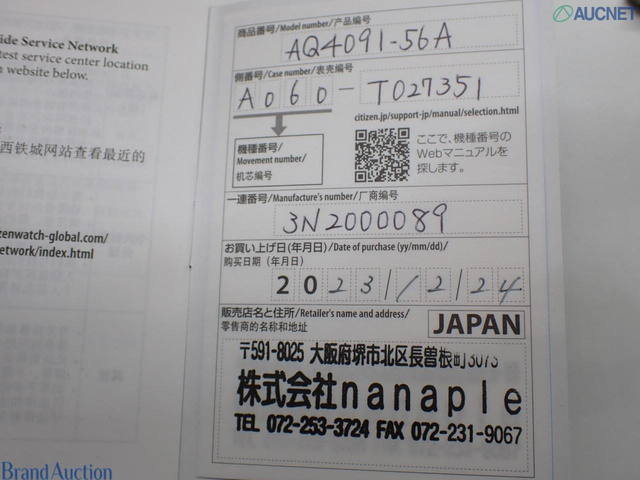 AUCNET
ide Service Network
test service center location
n website below.
西铁城网站查看最近的
zenwatch-global.com/
network/index.html
商品番号/Model number/产品编号
AQ4091-56A
側番号/Case number/表壳编号
A060-T027351
citizen.jp/support-jp/manual/selection.html
機種番号/
Movement number/
机芯编号
ここで、機種番号の
Webマニュアルを
探します。
一連番号/Manufacture's number/厂商编号
3N2000089
お買い上げ日(年月日)/Date of purchase (yy/mm/dd)/
购买日期 (年月日)
2023/12/24
販売店名と住所/Retailer's name and address/
零售商的名称和地址
JAPAN
〒591-8025 大阪府堺市北区長曽根町3073
株式会社nanaple
TEL 072-253-3724 FAX 072-231-9067
Brand Auction